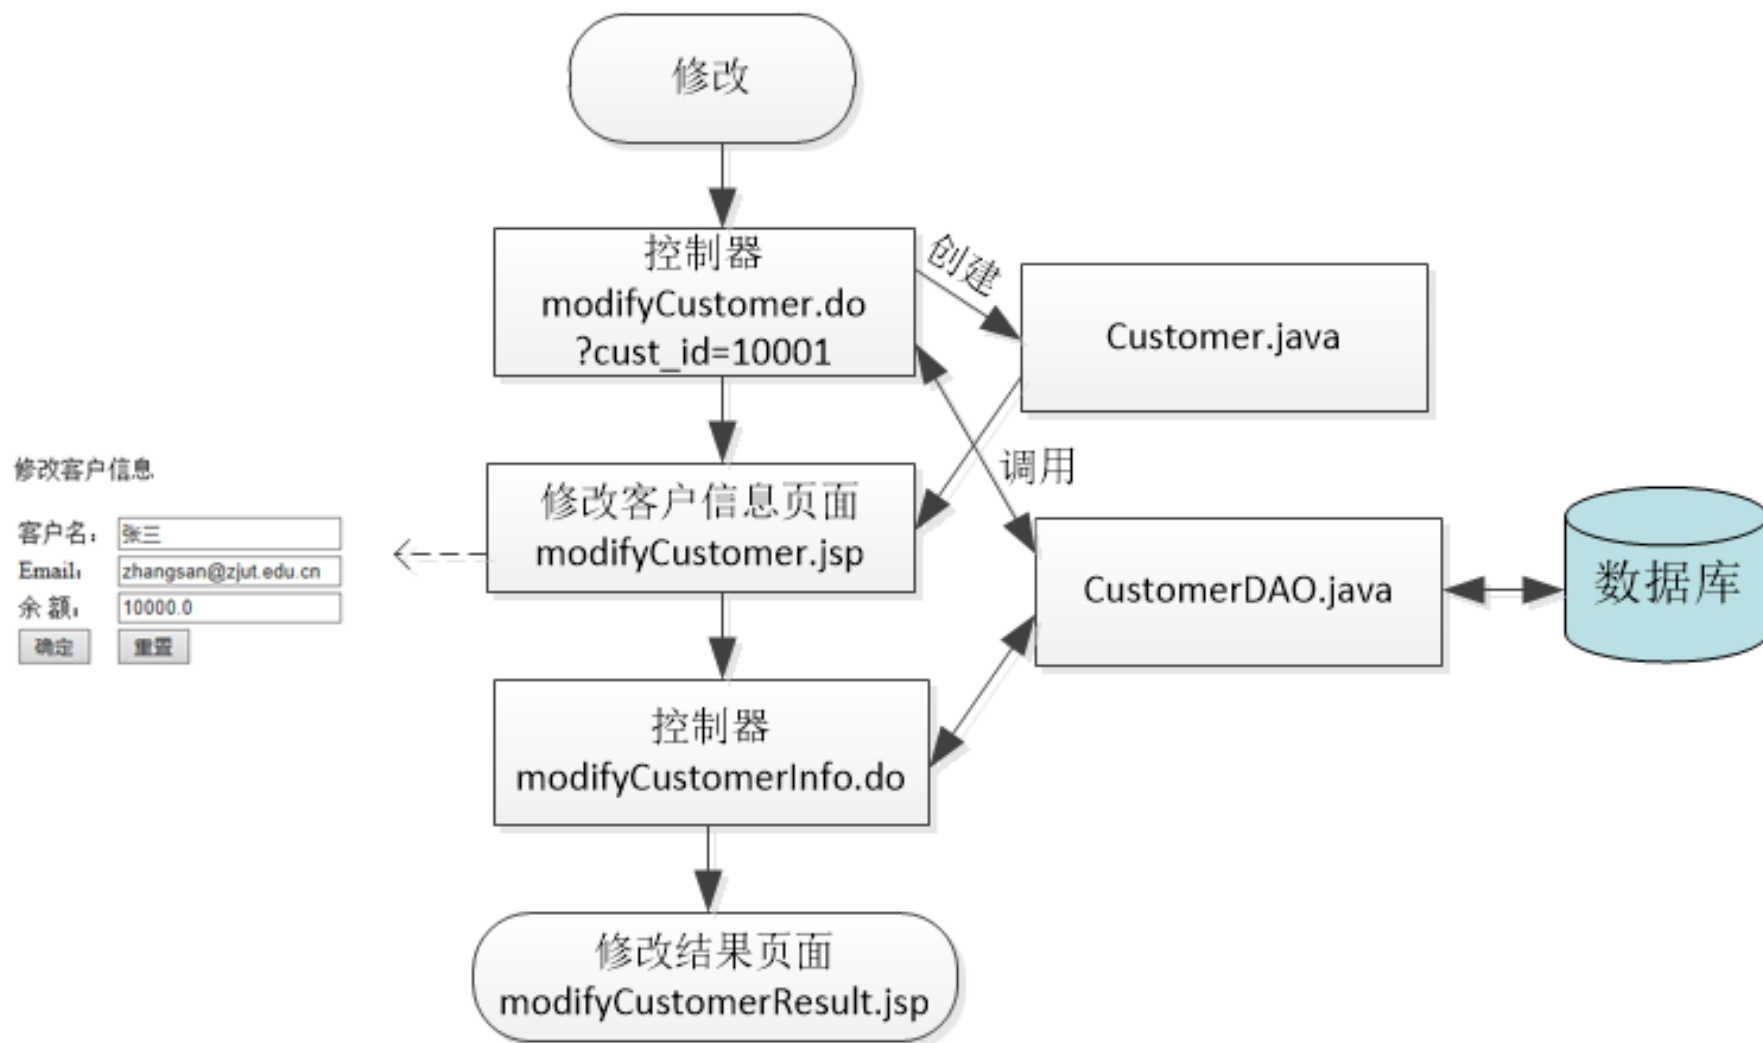 修改
控制器
modifyCustomer.do
?cust_id=10001
创建
Customer.java
调用
修改客户信息页面
modifyCustomer.jsp
修改客户信息
客户名： 张三
Email： zhangsan@zjut.edu.cn
余 额： 10000.0
确定 重置
CustomerDAO.java
数据库
控制器
modifyCustomerInfo.do
修改结果页面
modifyCustomerResult.jsp